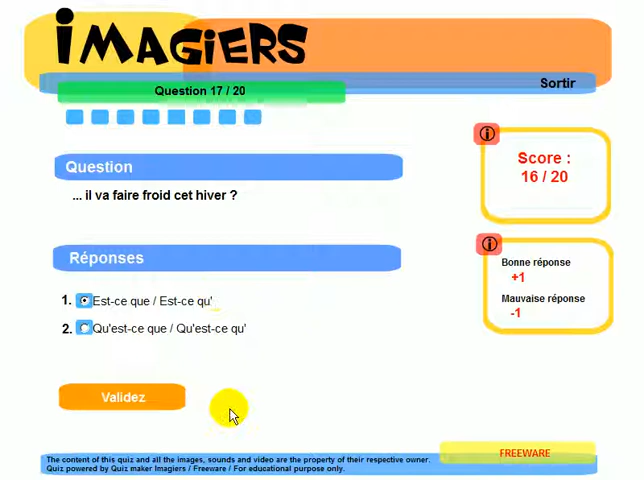 iMAGiERS
Sortir
Question 17 / 20
Score :
16 / 20
Question
... il va faire froid cet hiver ?
Bonne réponse
+1
Mauvaise réponse
-1
Réponses
1. Est-ce que / Est-ce qu'
2. Qu'est-ce que / Qu'est-ce qu'
Validez
FREEWARE
The content of this quiz and all the images, sounds and video are the property of their respective owner.
Quiz powered by Quiz maker Imagiers / Freeware / For educational purpose only.